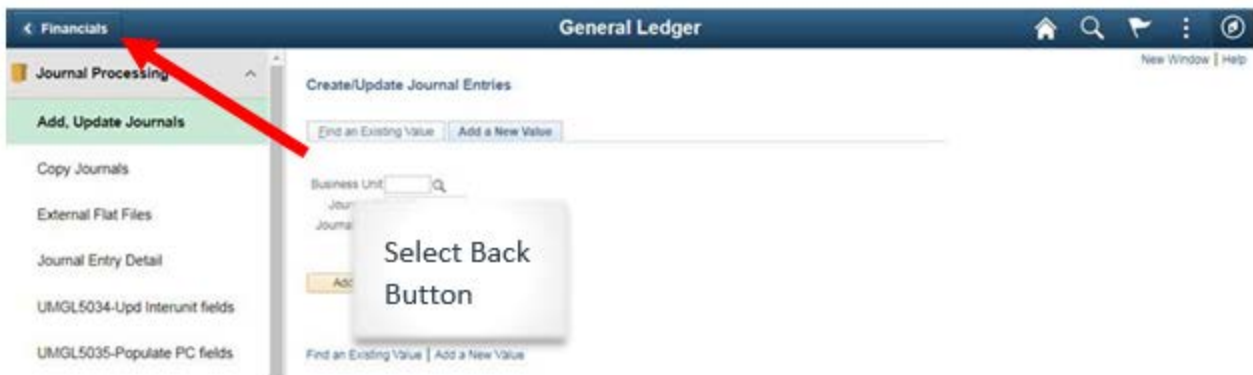 Financials
General Ledger
New Window | Help
Journal Processing
Add, Update Journals
Copy Journals
External Flat Files
Journal Entry Detail
UMGL5034-Upd Interunit fields
UMGL5035-Populate PC fields
Create/Update Journal Entries
Find an Existing Value
Add a New Value
Business Unit
Select Back
Button
Find an Existing Value | Add a New Value